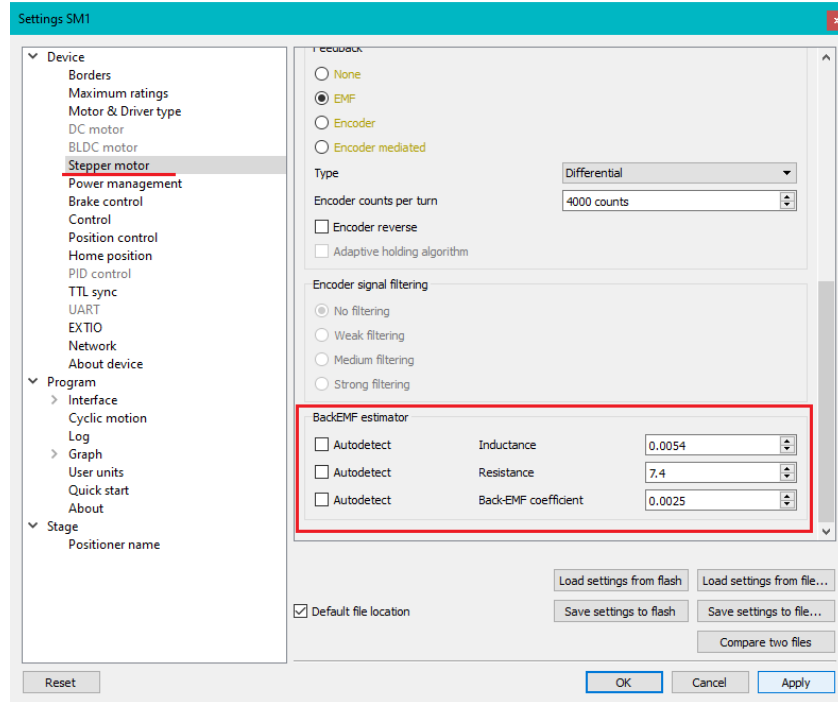 Settings SM1
Device
Borders
Maximum ratings
Motor & Driver type
DC motor
BLDC motor
Stepper motor
Power management
Brake control
Control
Position control
Home position
PID control
TTL sync
UART
EXTIO
Network
About device
Program
Interface
Cyclic motion
Log
Graph
User units
Quick start
About
Stage
Positioner name
Feedback
None
EMF
Encoder
Encoder mediated
Type Differential
Encoder counts per turn 4000 counts
Encoder reverse
Adaptive holding algorithm
Encoder signal filtering
No filtering
Weak filtering
Medium filtering
Strong filtering
BackEMF estimator
Autodetect Inductance 0.0054
Autodetect Resistance 7.4
Autodetect Back-EMF coefficient 0.0025
Load settings from flash Load settings from file...
Default file location Save settings to flash Save settings to file...
Compare two files
Reset OK Cancel Apply